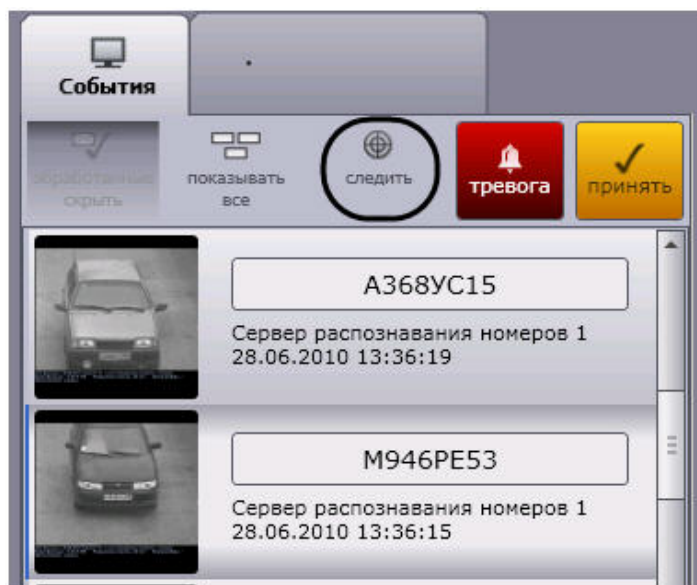 События
обработанные
скрыть
показывать
все
следить
тревога
принять
А368УС15
Сервер распознавания номеров 1
28.06.2010 13:36:19
М946РЕ53
Сервер распознавания номеров 1
28.06.2010 13:36:15